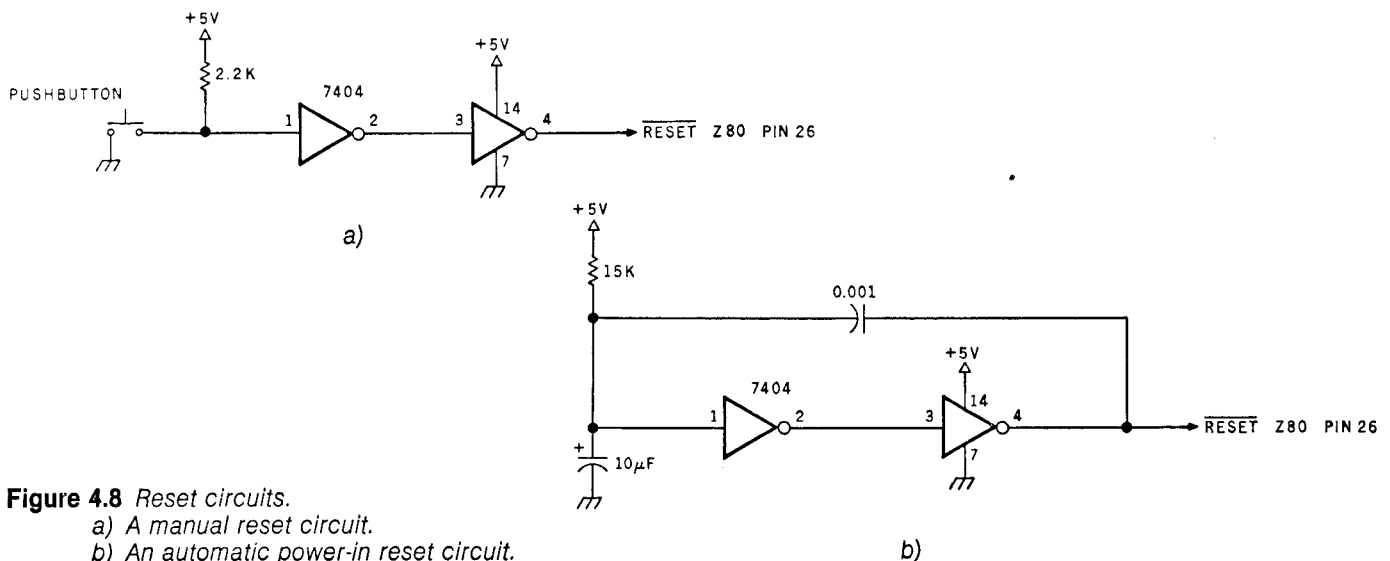 +5V
2.2K
PUSHBUTTON
7404
1
2
+5V
3
14
4
7
RESET Z80 PIN 26
a)
+5V
15K
0.001
7404
1
2
+5V
3
14
4
7
RESET Z80 PIN 26
+
10µF
b)
Figure 4.8 Reset circuits.
a) A manual reset circuit.
b) An automatic power-in reset circuit.